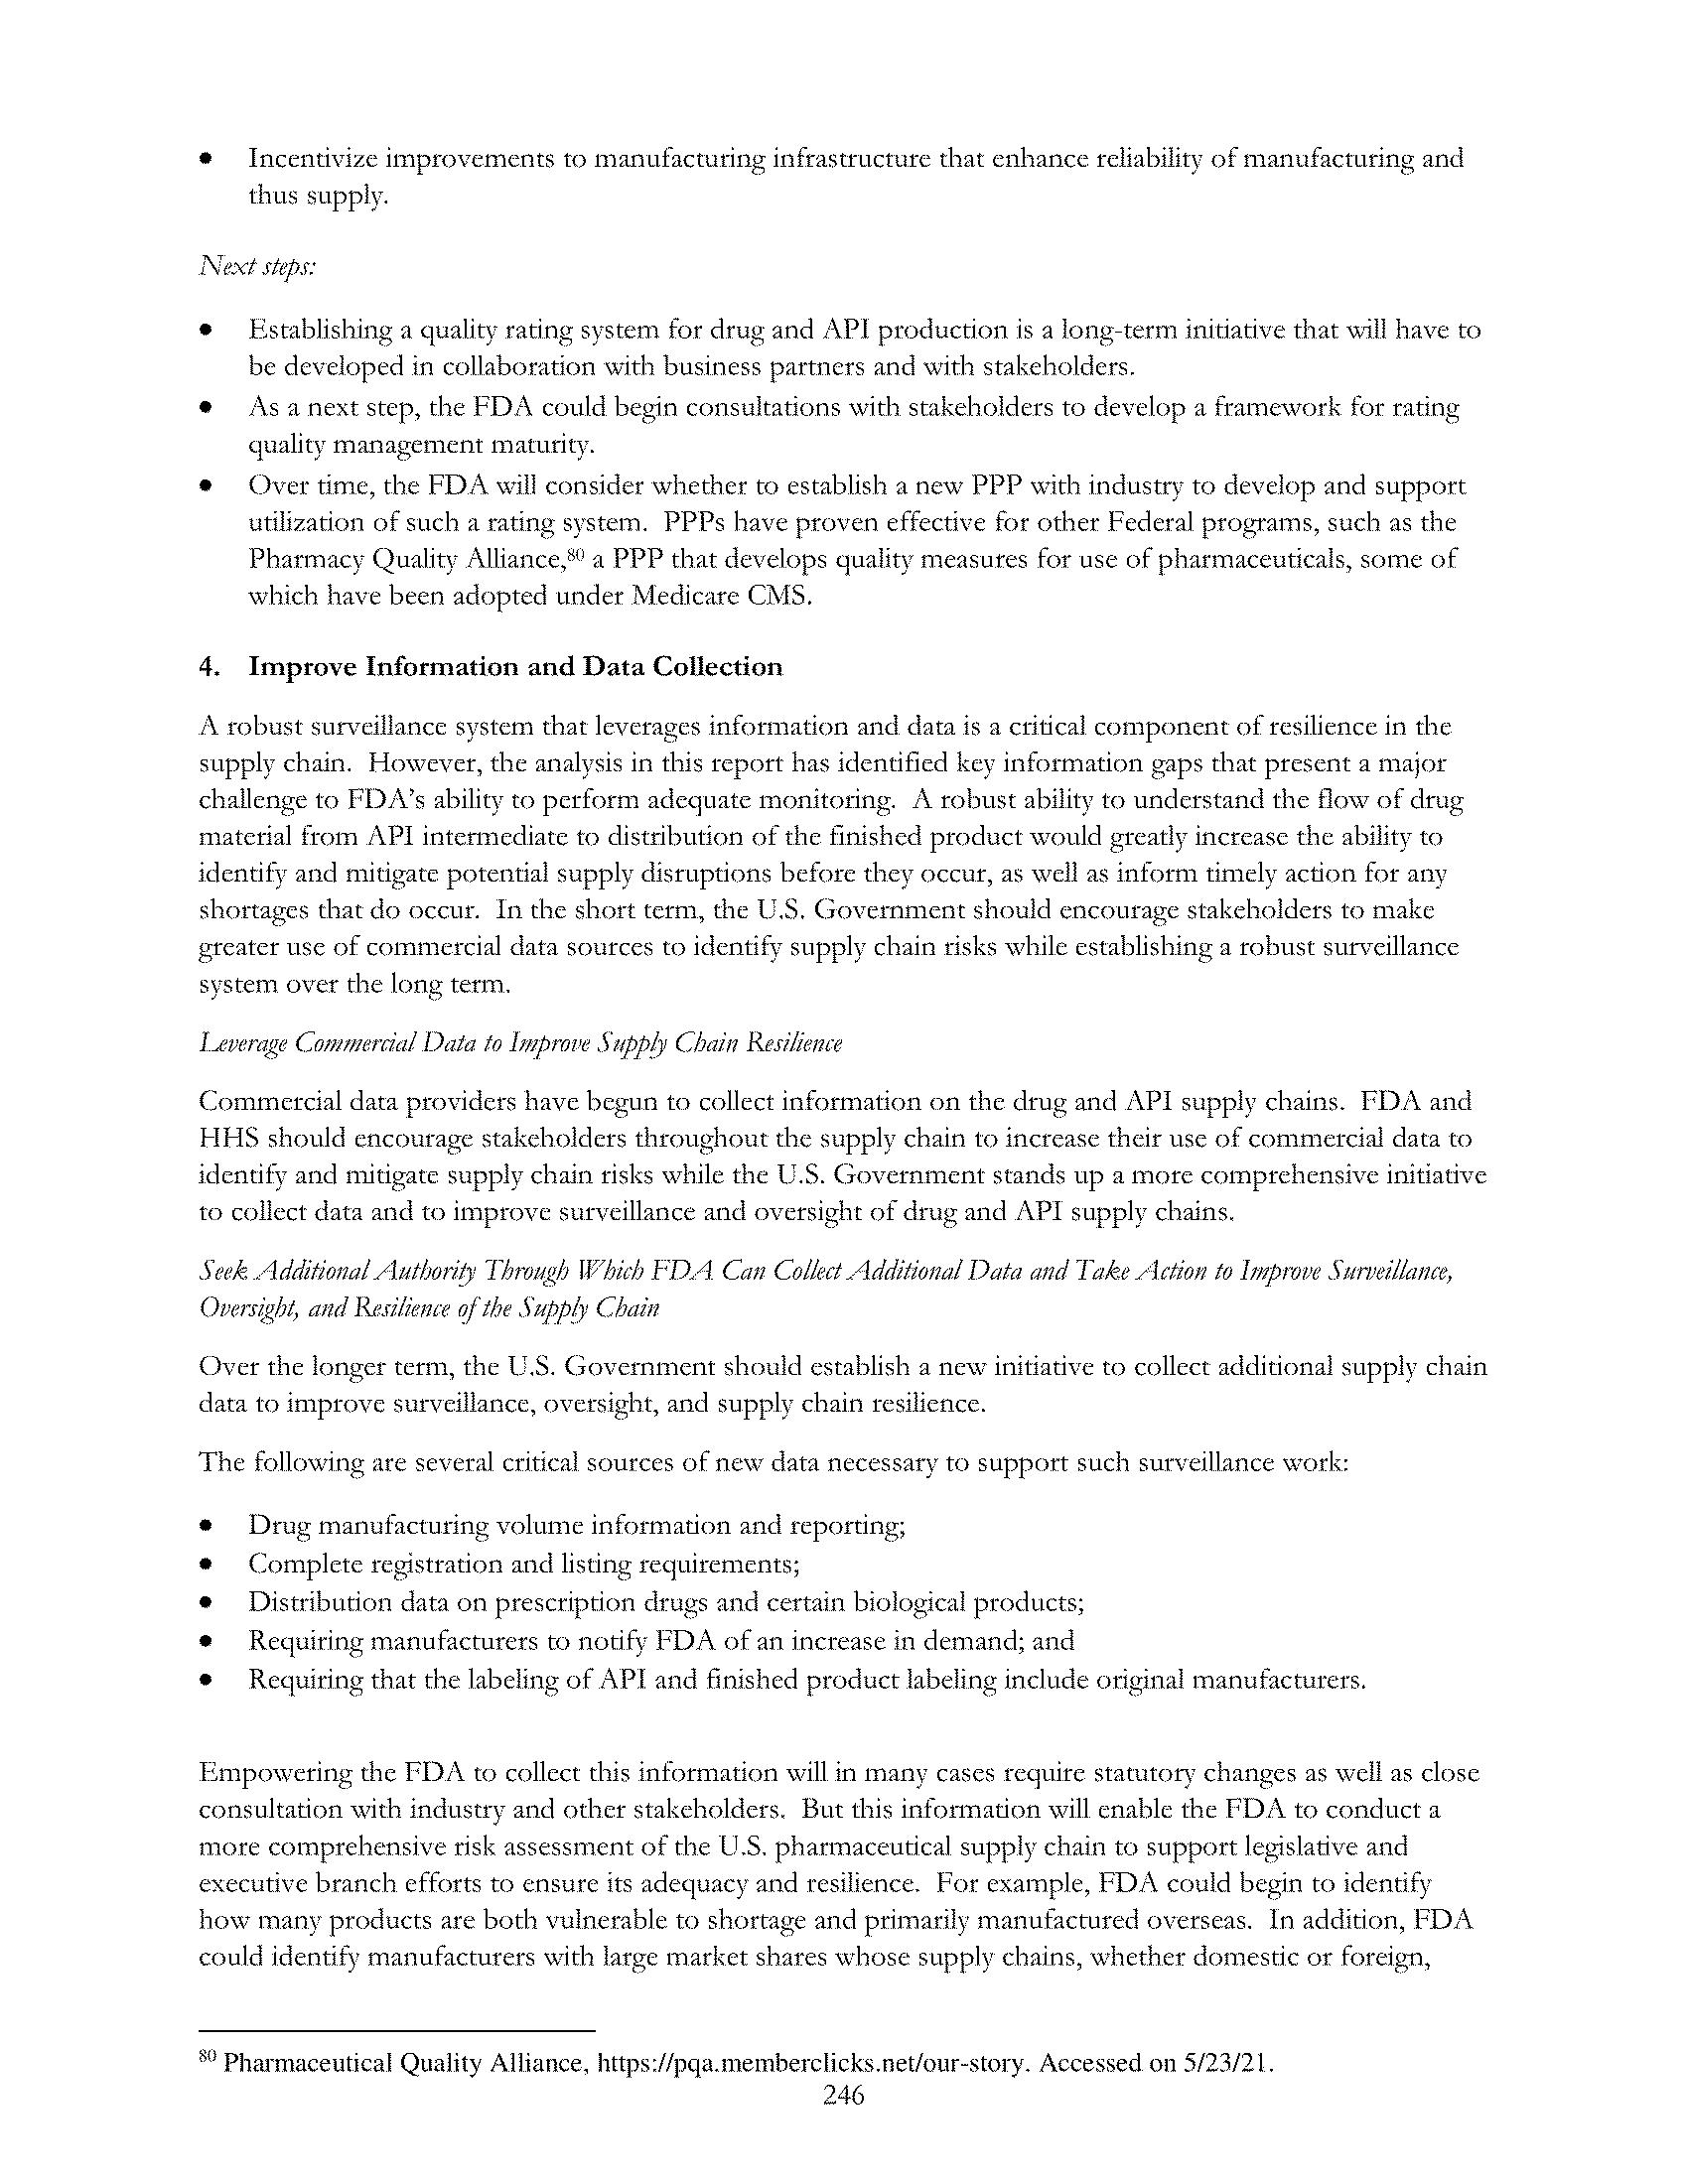 • Incentivize improvements to manufacturing infrastructure that enhance reliability of manufacturing and
thus supply.
Next steps:
• Establishing a quality rating system for drug and API production is a long-term initiative that will have to
be developed in collaboration with business partners and with stakeholders.
• As a next step, the FDA could begin consultations with stakeholders to develop a framework for rating
quality management maturity.
• Over time, the FDA will consider whether to establish a new PPP with industry to develop and support
utilization of such a rating system.  PPPs have proven effective for other Federal programs, such as the
Pharmacy Quality Alliance,80 a PPP that develops quality measures for use of pharmaceuticals, some of
which have been adopted under Medicare CMS.
4. Improve Information and Data Collection
A robust surveillance system that leverages information and data is a critical component of resilience in the
supply chain.  However, the analysis in this report has identified key information gaps that present a major
challenge to FDA’s ability to perform adequate monitoring.  A robust ability to understand the flow of drug
material from API intermediate to distribution of the finished product would greatly increase the ability to
identify and mitigate potential supply disruptions before they occur, as well as inform timely action for any
shortages that do occur.  In the short term, the U.S. Government should encourage stakeholders to make
greater use of commercial data sources to identify supply chain risks while establishing a robust surveillance
system over the long term.
Leverage Commercial Data to Improve Supply Chain Resilience
Commercial data providers have begun to collect information on the drug and API supply chains.  FDA and
HHS should encourage stakeholders throughout the supply chain to increase their use of commercial data to
identify and mitigate supply chain risks while the U.S. Government stands up a more comprehensive initiative
to collect data and to improve surveillance and oversight of drug and API supply chains.
Seek Additional Authority Through Which FDA Can Collect Additional Data and Take Action to Improve Surveillance,
Oversight, and Resilience of the Supply Chain
Over the longer term, the U.S. Government should establish a new initiative to collect additional supply chain
data to improve surveillance, oversight, and supply chain resilience.
The following are several critical sources of new data necessary to support such surveillance work:
• Drug manufacturing volume information and reporting;
• Complete registration and listing requirements;
• Distribution data on prescription drugs and certain biological products;
• Requiring manufacturers to notify FDA of an increase in demand; and
• Requiring that the labeling of API and finished product labeling include original manufacturers.
Empowering the FDA to collect this information will in many cases require statutory changes as well as close
consultation with industry and other stakeholders.  But this information will enable the FDA to conduct a
more comprehensive risk assessment of the U.S. pharmaceutical supply chain to support legislative and
executive branch efforts to ensure its adequacy and resilience.  For example, FDA could begin to identify
how many products are both vulnerable to shortage and primarily manufactured overseas.  In addition, FDA
could identify manufacturers with large market shares whose supply chains, whether domestic or foreign,
80 Pharmaceutical Quality Alliance, https://pqa.memberclicks.net/our-story. Accessed on 5/23/21.
246